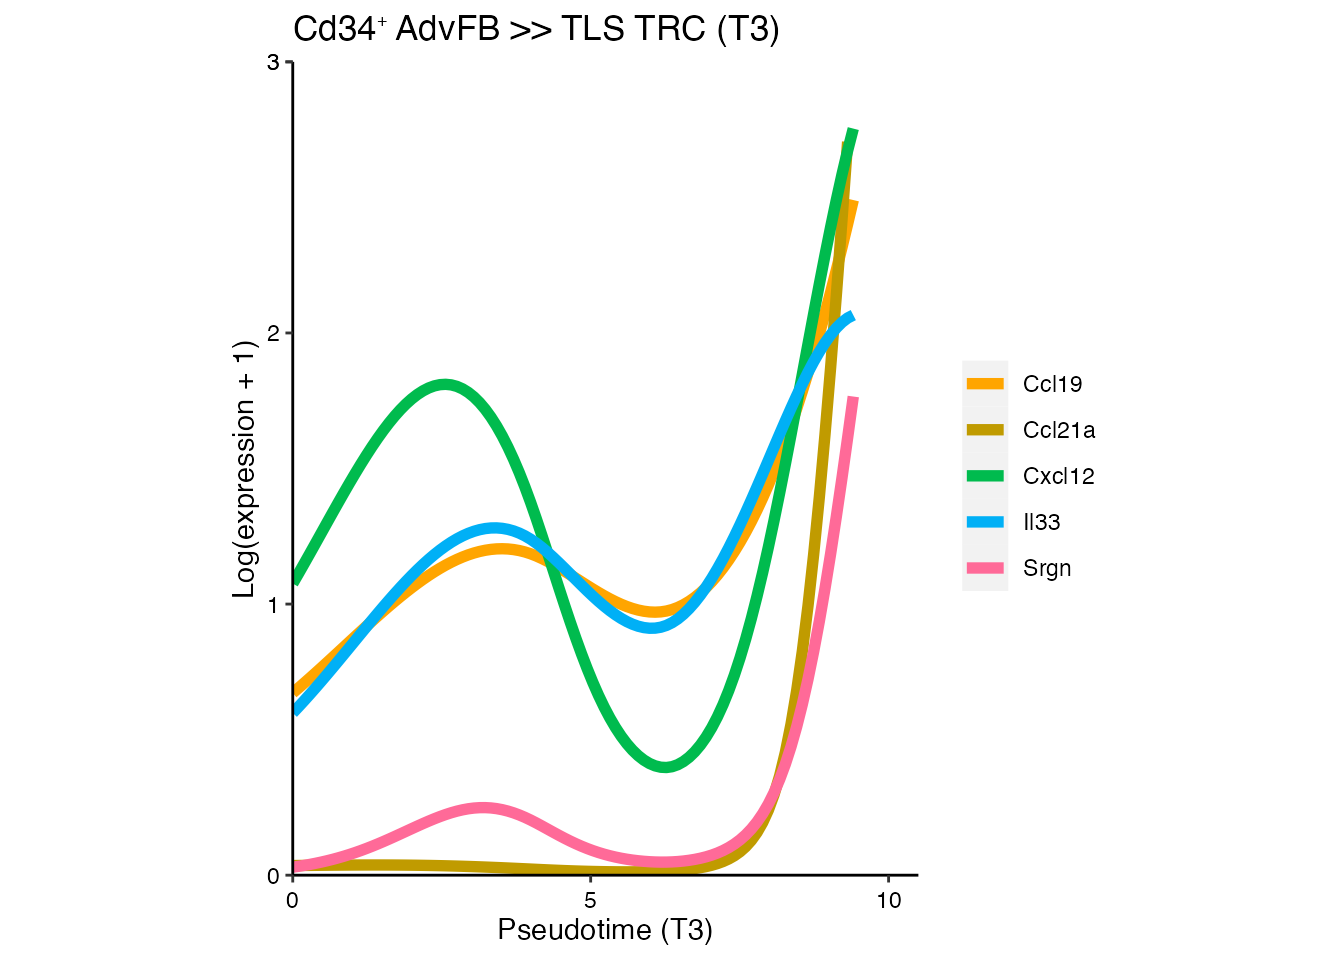 Cd34⁺ AdvFB >> TLS TRC (T3)
3
2
1
0
Log(expression + 1)
0 5 10
Pseudotime (T3)
Ccl19
Ccl21a
Cxcl12
Il33
Srgn